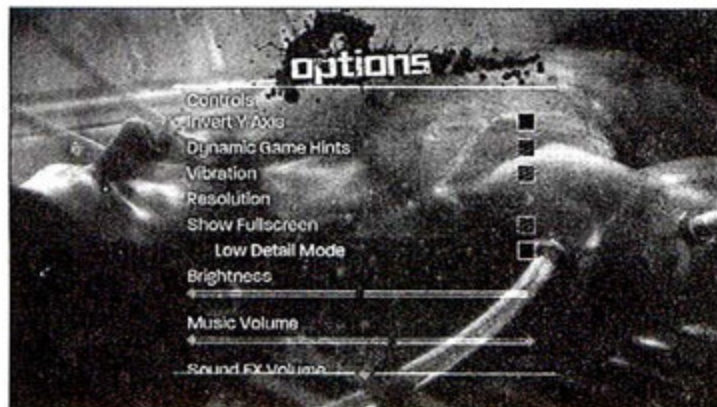 options
Controls
Invert Y Axis
Dynamic Game Hints
Vibration
Resolution
Show Fullscreen
Low Detail Mode
Brightness
Music Volume
Sound FX Volume